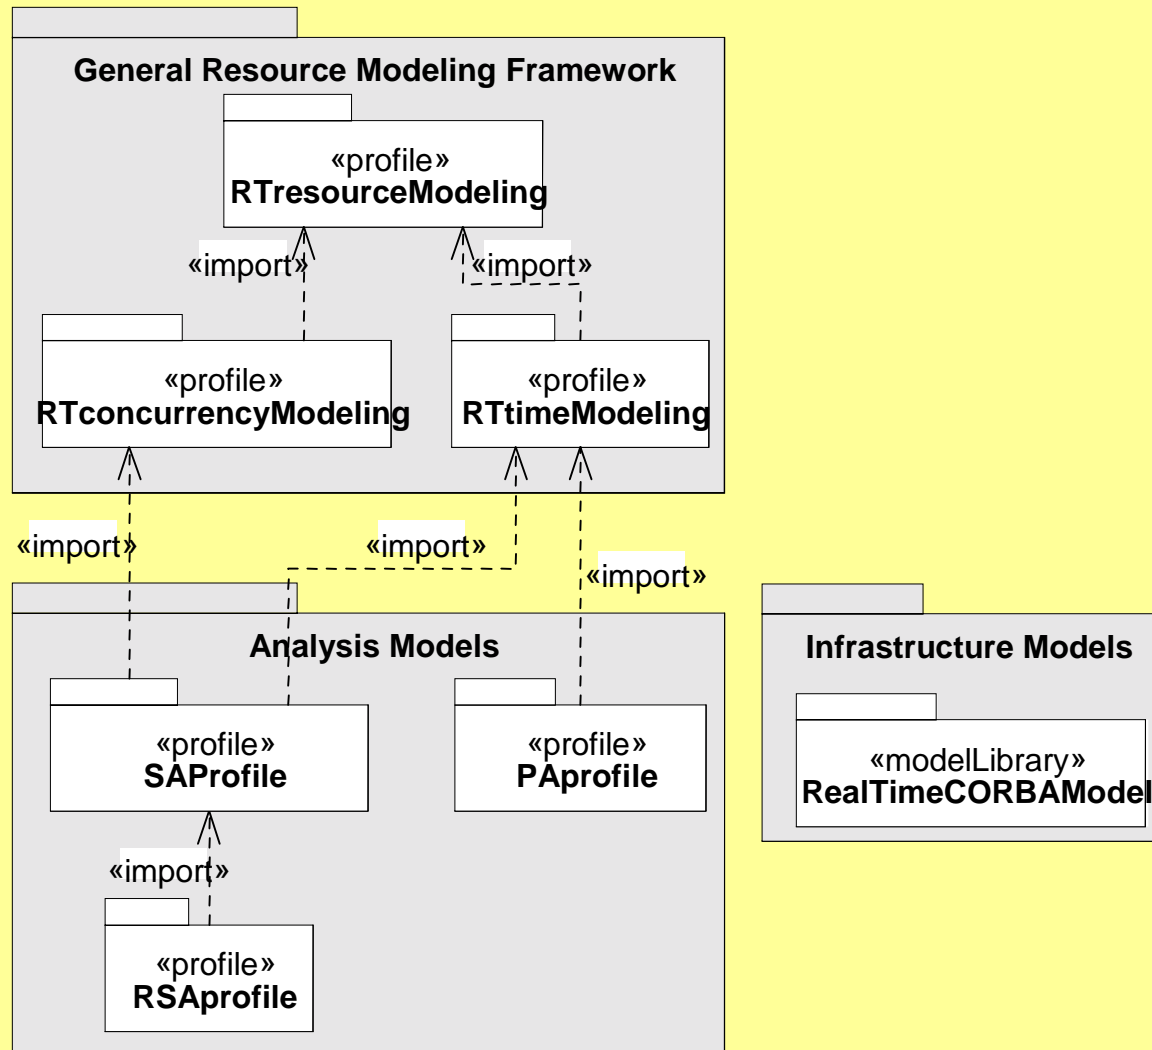 General Resource Modeling Framework
«profile»
RTresourceModeling
«import»
«import»
«profile»
RTconcurrencyModeling
«profile»
RTtimeModeling
«import»
«import»
«import»
Analysis Models
«profile»
SAProfile
«profile»
PAprofile
«import»
«profile»
RSAprofile
Infrastructure Models
«modelLibrary»
RealTimeCORBAModel